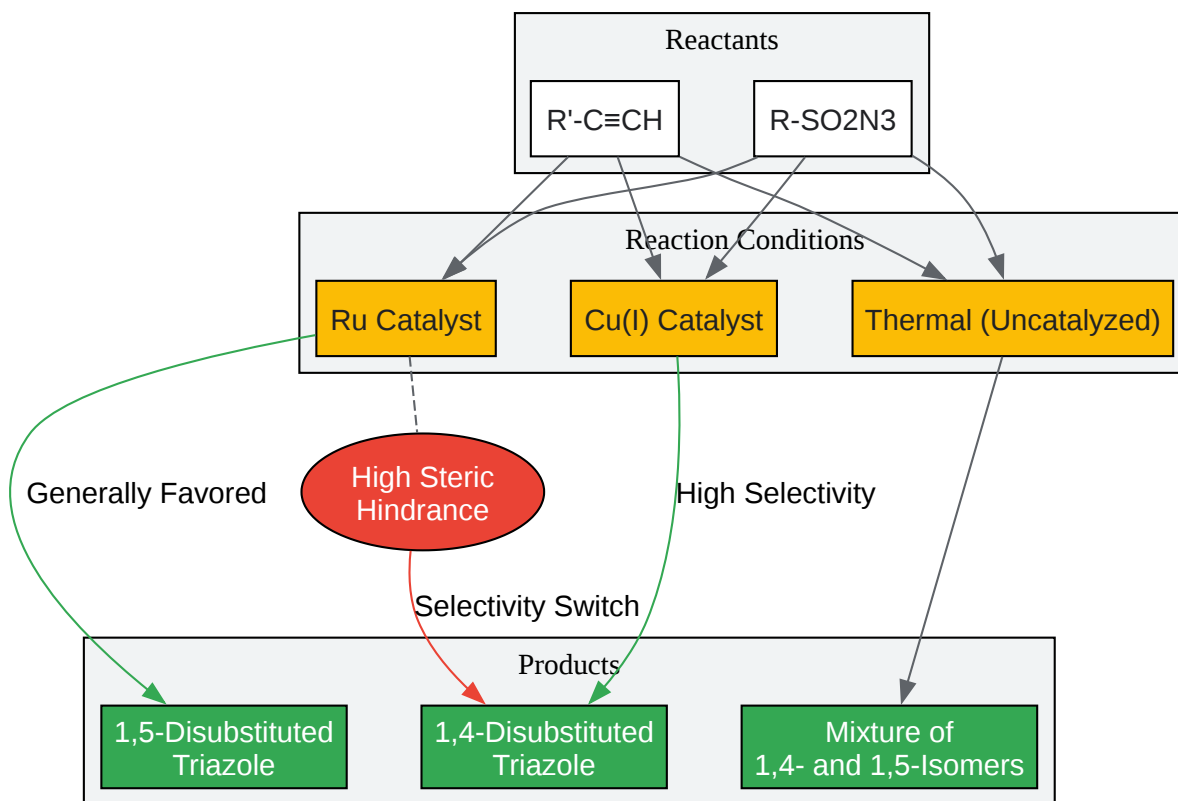 Reactants
R'-C≡CH
R-SO2N3
Reaction Conditions
Ru Catalyst
Cu(I) Catalyst
Thermal (Uncatalyzed)
High Steric
Hindrance
Generally Favored
High Selectivity
Selectivity Switch
Products
1,5-Disubstituted
Triazole
1,4-Disubstituted
Triazole
Mixture of
1,4- and 1,5-Isomers